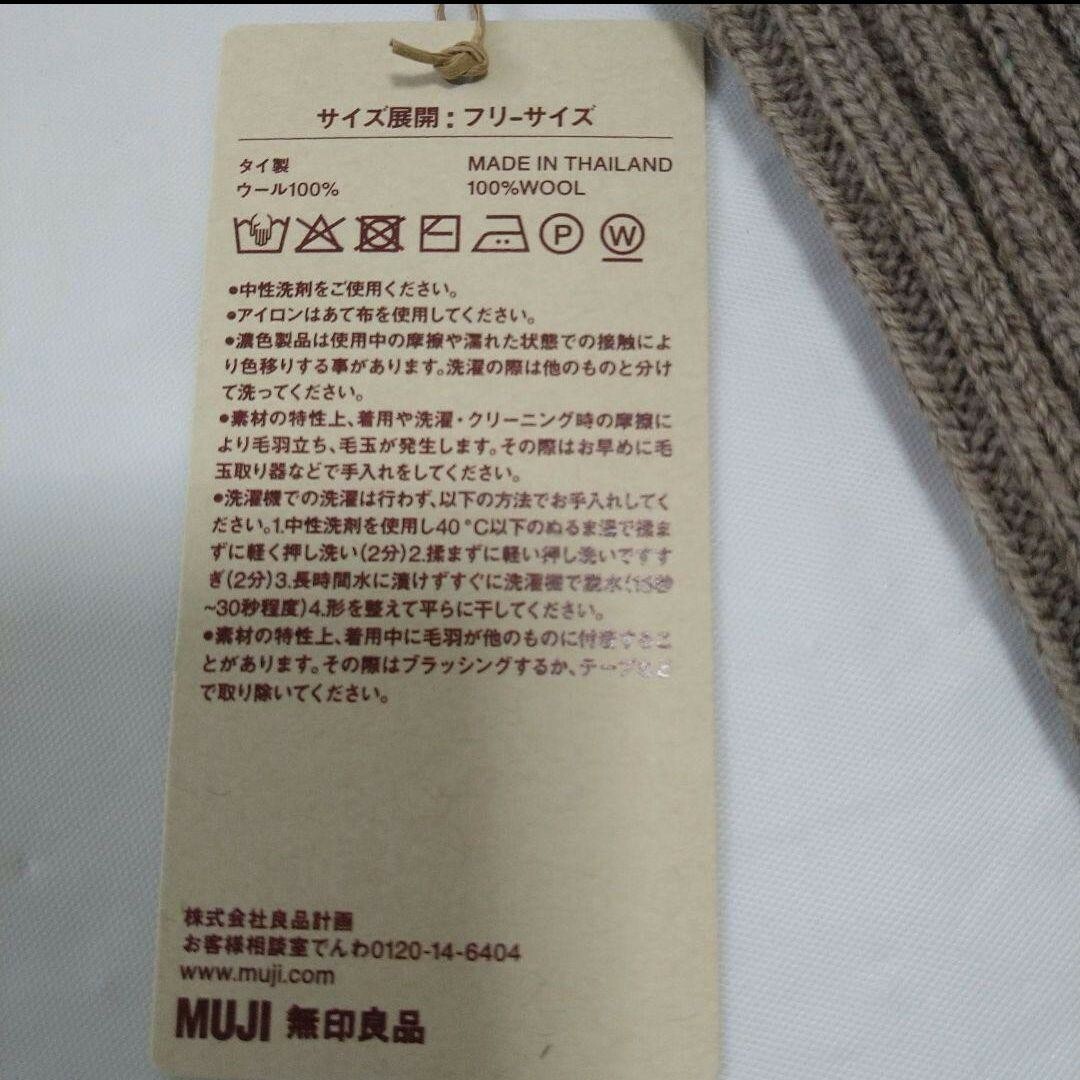 サイズ展開：フリーサイズ
タイ製 MADE IN THAILAND
ウール100% 100%WOOL
P W
●中性洗剤をご使用ください。
●アイロンはあて布を使用してください。
●濃色製品は使用中の摩擦や濡れた状態での接触によ
り色移りする事があります。洗濯の際は他のものと分け
て洗ってください。
●素材の特性上、着用や洗濯・クリーニング時の摩擦に
より毛羽立ち、毛玉が発生します。その際はお早めに毛
玉取り器などで手入れをしてください。
●洗濯機での洗濯は行わず、以下の方法でお手入れしてく
ださい。1.中性洗剤を使用し40℃以下のぬるま湯で揉ま
ずに軽く押し洗い(2分)2.揉まずに軽い押し洗いですす
ぎ(2分)3.長時間水に漬けずすぐに洗濯機で脱水(15秒
~30秒程度)4.形を整えて平らに干してください。
●素材の特性上、着用中に毛羽が他のものに付着するこ
とがあります。その際はブラッシングするか、テープなど
で取り除いてください。
株式会社良品計画
お客様相談室でんわ0120-14-6404
www.muji.com
MUJI 無印良品